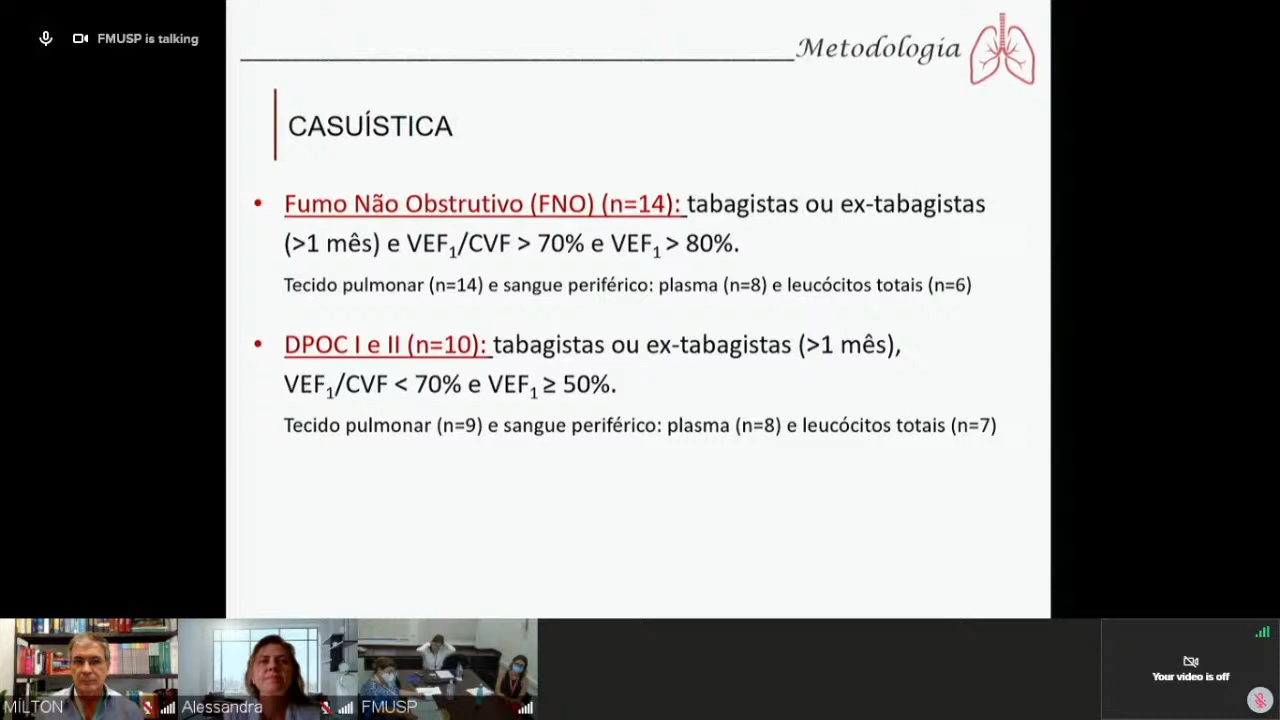 FMUSP is talking
Metodologia
CASUÍSTICA
• Fumo Não Obstrutivo (FNO) (n=14): tabagistas ou ex-tabagistas
(>1 mês) e VEF₁/CVF > 70% e VEF₁ > 80%.
Tecido pulmonar (n=14) e sangue periférico: plasma (n=8) e leucócitos totais (n=6)
• DPOC I e II (n=10): tabagistas ou ex-tabagistas (>1 mês),
VEF₁/CVF < 70% e VEF₁ ≥ 50%.
Tecido pulmonar (n=9) e sangue periférico: plasma (n=8) e leucócitos totais (n=7)
MÍLTON
Alessandra
FMUSP
Your video is off